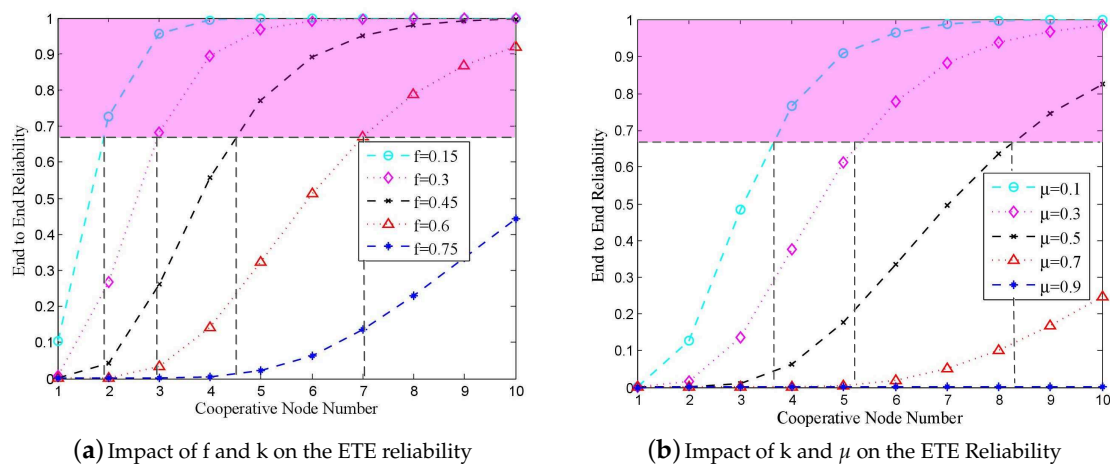 1
0.9
0.8
0.7
0.6
0.5
0.4
0.3
0.2
0.1
0
End to End Reliability
f=0.15
f=0.3
f=0.45
f=0.6
f=0.75
1 2 3 4 5 6 7 8 9 10
Cooperative Node Number
(a) Impact of f and k on the ETE reliability
1
0.9
0.8
0.7
0.6
0.5
0.4
0.3
0.2
0.1
0
End to End Reliability
µ=0.1
µ=0.3
µ=0.5
µ=0.7
µ=0.9
1 2 3 4 5 6 7 8 9 10
Cooperative Node Number
(b) Impact of k and µ on the ETE Reliability